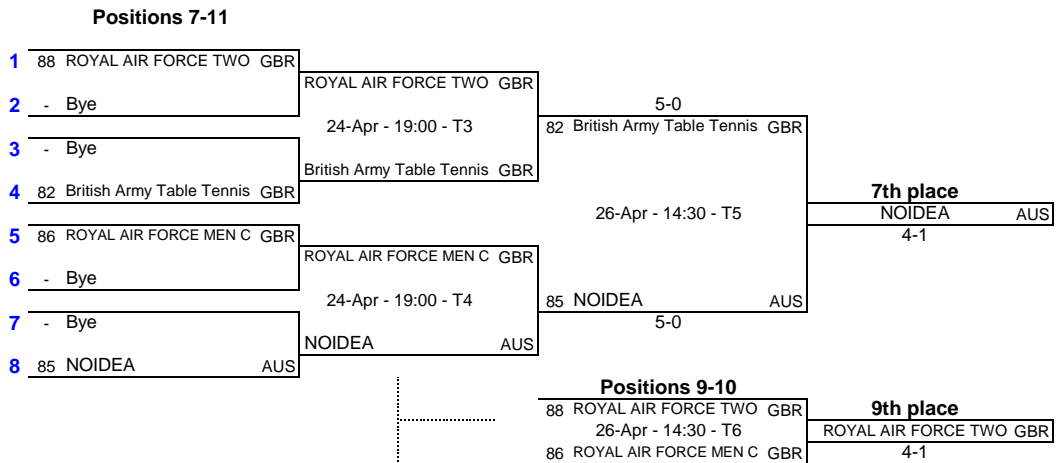 Positions 7-11
1 88 ROYAL AIR FORCE TWO GBR
ROYAL AIR FORCE TWO GBR
2 - Bye
5-0
24-Apr - 19:00 - T3
82 British Army Table Tennis GBR
3 - Bye
British Army Table Tennis GBR
4 82 British Army Table Tennis GBR
7th place
26-Apr - 14:30 - T5
NOIDEA AUS
5 86 ROYAL AIR FORCE MEN C GBR
4-1
ROYAL AIR FORCE MEN C GBR
6 - Bye
24-Apr - 19:00 - T4
85 NOIDEA AUS
7 - Bye
5-0
NOIDEA AUS
8 85 NOIDEA AUS
Positions 9-10
88 ROYAL AIR FORCE TWO GBR
9th place
26-Apr - 14:30 - T6
ROYAL AIR FORCE TWO GBR
86 ROYAL AIR FORCE MEN C GBR
4-1